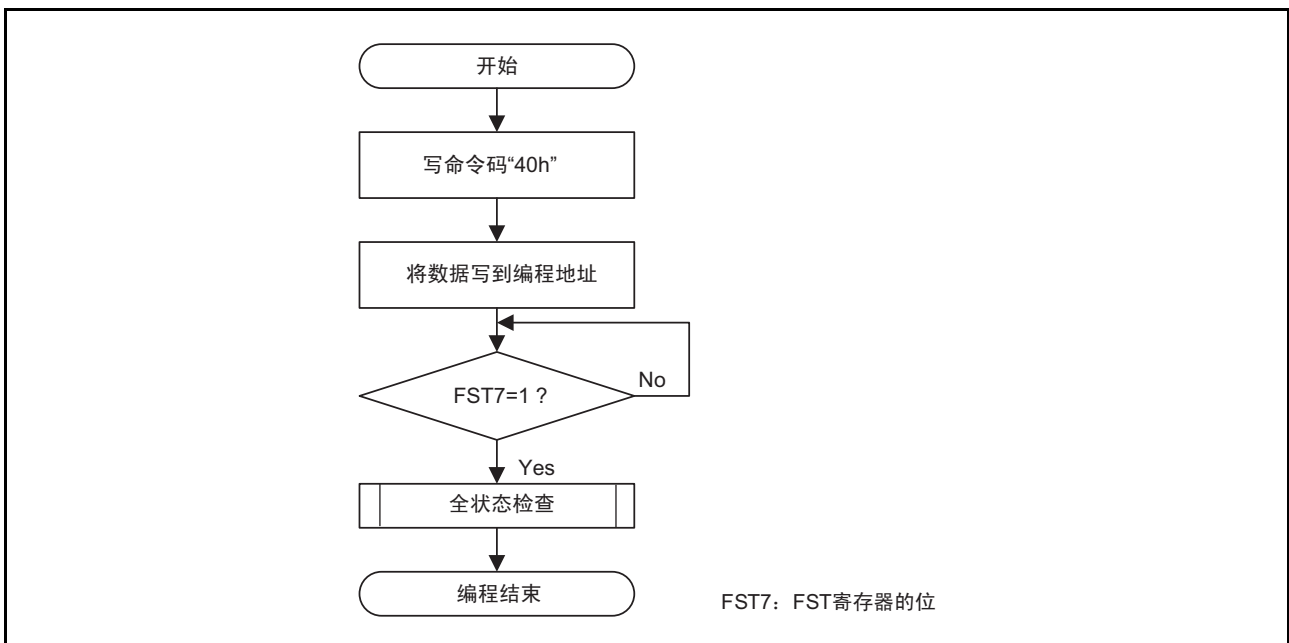 开始
写命令码“40h”
将数据写到编程地址
FST7=1 ?
No
Yes
全状态检查
编程结束
FST7：FST寄存器的位